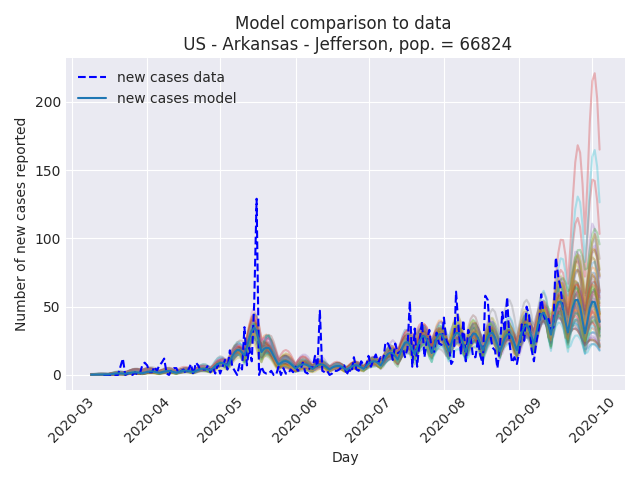 Model comparison to data
US - Arkansas - Jefferson, pop. = 66824
new cases data
new cases model
Number of new cases reported
200
150
100
50
0
2020-03
2020-04
2020-05
2020-06
2020-07
2020-08
2020-09
2020-10
Day